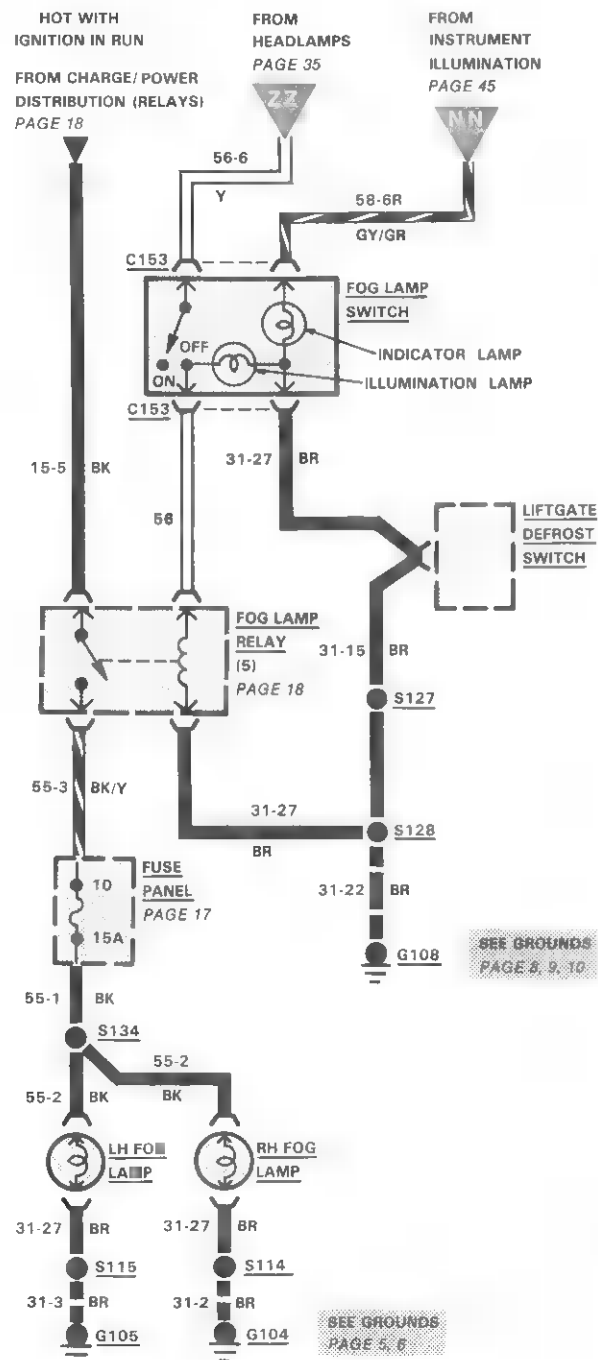 HOT WITH
IGNITION IN RUN
FROM CHARGE/POWER
DISTRIBUTION (RELAYS)
PAGE 18
FROM
HEADLAMPS
PAGE 35
ZZ
FROM
INSTRUMENT
ILLUMINATION
PAGE 45
NN
56-6
Y
58-6R
GY/GR
C153
FOG LAMP
SWITCH
OFF
ON
INDICATOR LAMP
ILLUMINATION LAMP
C153
15-5 BK
56
31-27 BR
LIFTGATE
DEFROST
SWITCH
FOG LAMP
RELAY
(5)
PAGE 18
31-15 BR
S127
55-3 BK/Y
31-27
BR
S128
10
15A
FUSE
PANEL
PAGE 17
31-22 BR
G108
SEE GROUNDS
PAGE 8, 9, 10
55-1 BK
S134
55-2
BK
55-2 BK
LH FOG
LAMP
RH FOG
LAMP
31-27 BR
31-27 BR
S115
S114
31-3 BR
31-2 BR
G105
G104
SEE GROUNDS
PAGE 5, 6